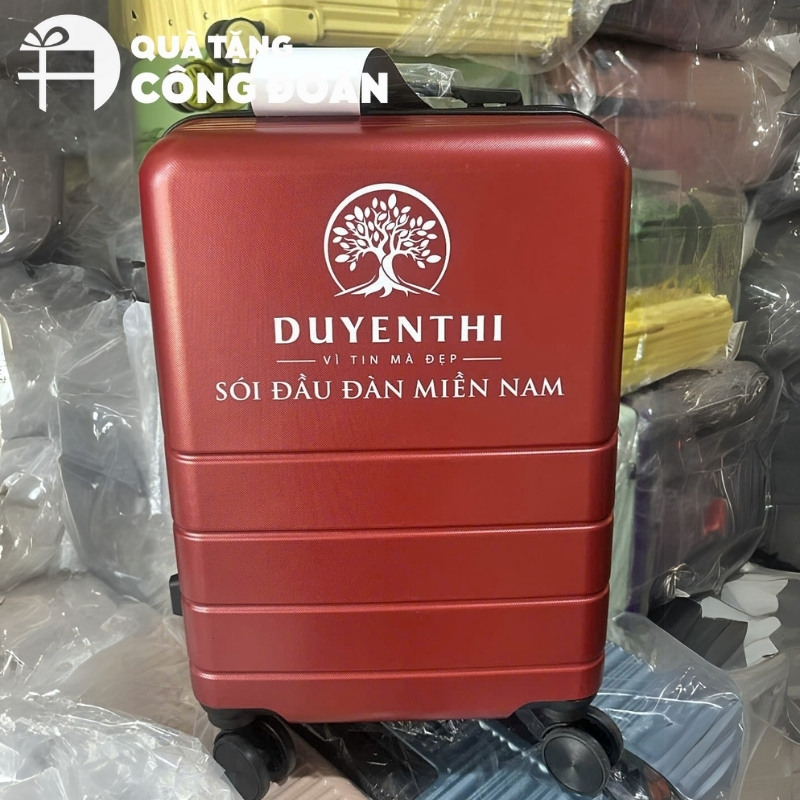 QUÀ TẶNG
CÔNG ĐOÀN
DUYENTHI
VÌ TIN MÀ ĐẸP
SÓI ĐẦU ĐÀN MIỀN NAM